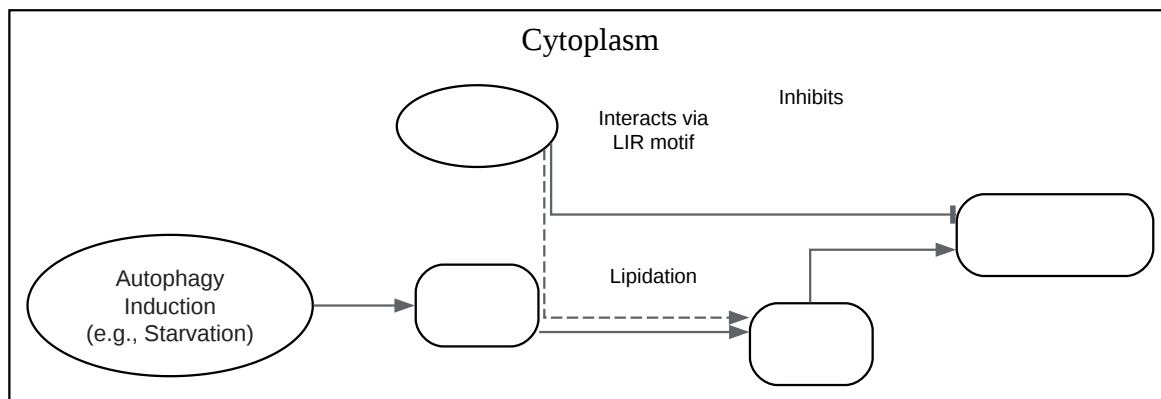 Cytoplasm
Inhibits
Interacts via
LIR motif
Autophagy
Induction
(e.g., Starvation)
Lipidation